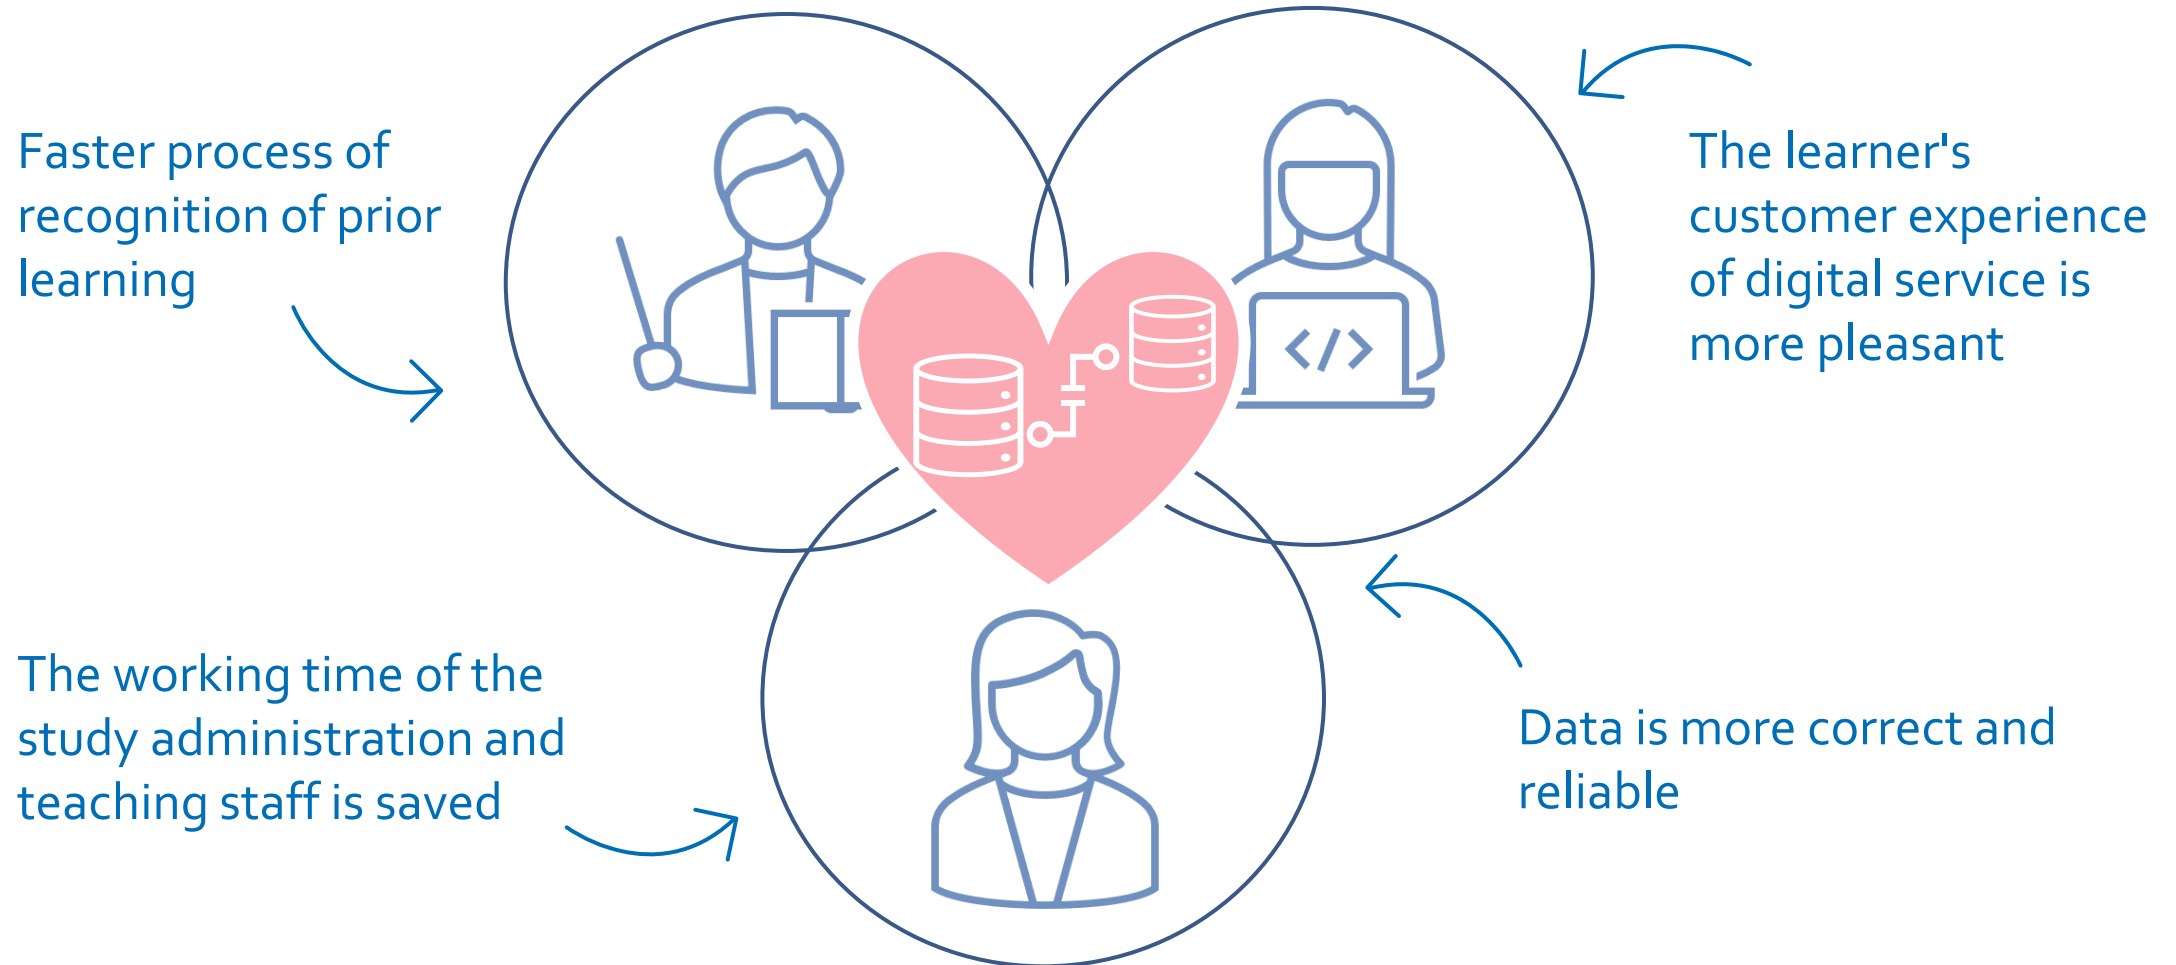 Faster process of
recognition of prior
learning
The learner's
customer experience
of digital service is
more pleasant
</>
The working time of the
study administration and
teaching staff is saved
Data is more correct and
reliable